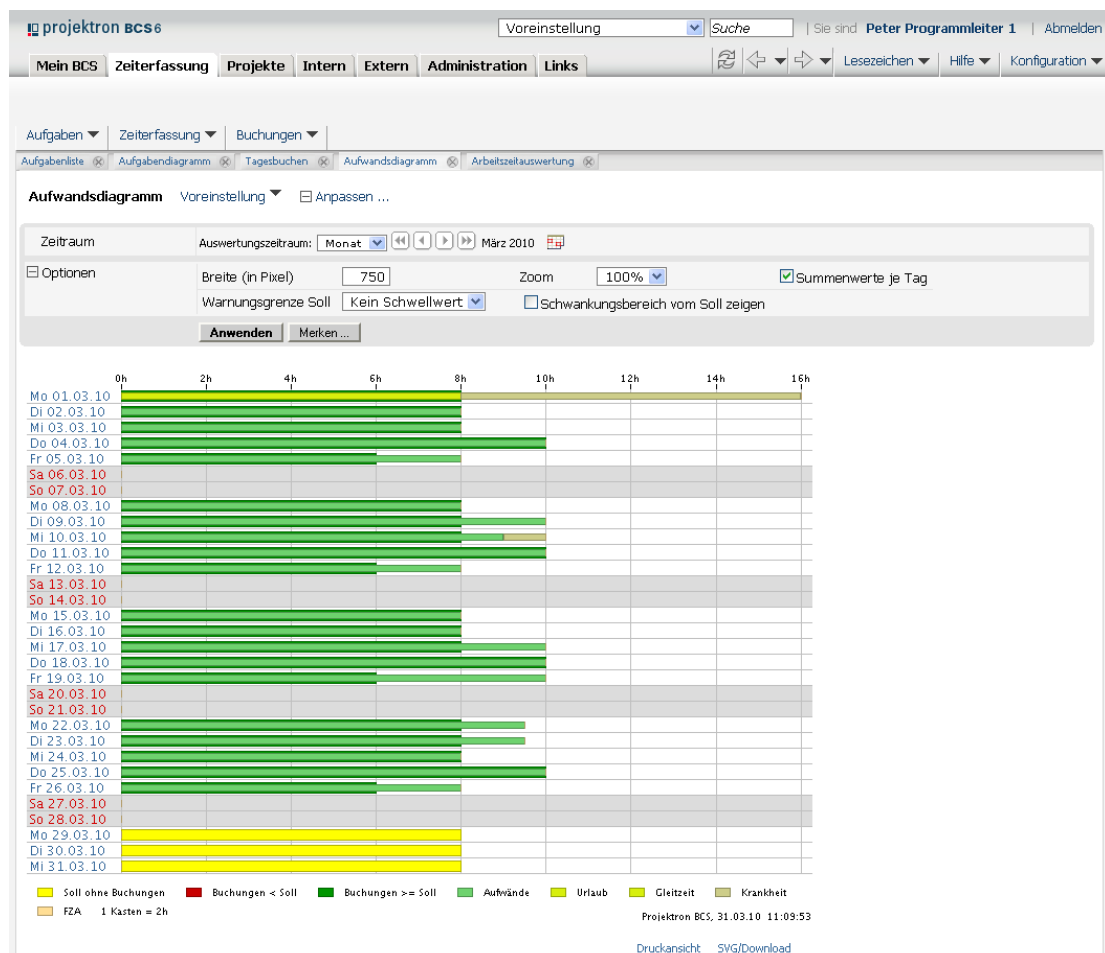 projektron BCS6 Voreinstellung Suche | Sie sind Peter Programmleiter 1 | Abmelden
Mein BCS Zeiterfassung Projekte Intern Extern Administration Links Lesezeichen Hilfe Konfiguration
Aufgaben Zeiterfassung Buchungen
Aufgabenliste Aufgabendiagramm Tagesbuchen Aufwandsdiagramm Arbeitszeitauswertung
Aufwandsdiagramm Voreinstellung Anpassen ...
Zeitraum Auswertungszeitraum: Monat März 2010
Optionen Breite (in Pixel) 750 Zoom 100% Summenwerte je Tag
Warnungsgrenze Soll Kein Schwellwert Schwankungsbereich vom Soll zeigen
Anwenden Merken ...
0h 2h 4h 6h 8h 10h 12h 14h 16h
Mo 01.03.10
Di 02.03.10
Mi 03.03.10
Do 04.03.10
Fr 05.03.10
Sa 06.03.10
So 07.03.10
Mo 08.03.10
Di 09.03.10
Mi 10.03.10
Do 11.03.10
Fr 12.03.10
Sa 13.03.10
So 14.03.10
Mo 15.03.10
Di 16.03.10
Mi 17.03.10
Do 18.03.10
Fr 19.03.10
Sa 20.03.10
So 21.03.10
Mo 22.03.10
Di 23.03.10
Mi 24.03.10
Do 25.03.10
Fr 26.03.10
Sa 27.03.10
So 28.03.10
Mo 29.03.10
Di 30.03.10
Mi 31.03.10
Soll ohne Buchungen Buchungen < Soll Buchungen >= Soll Aufwände Urlaub Gleitzeit Krankheit
FZA 1 Kasten = 2h
Projektron BCS, 31.03.10 11:09:53
Druckansicht SVG/Download